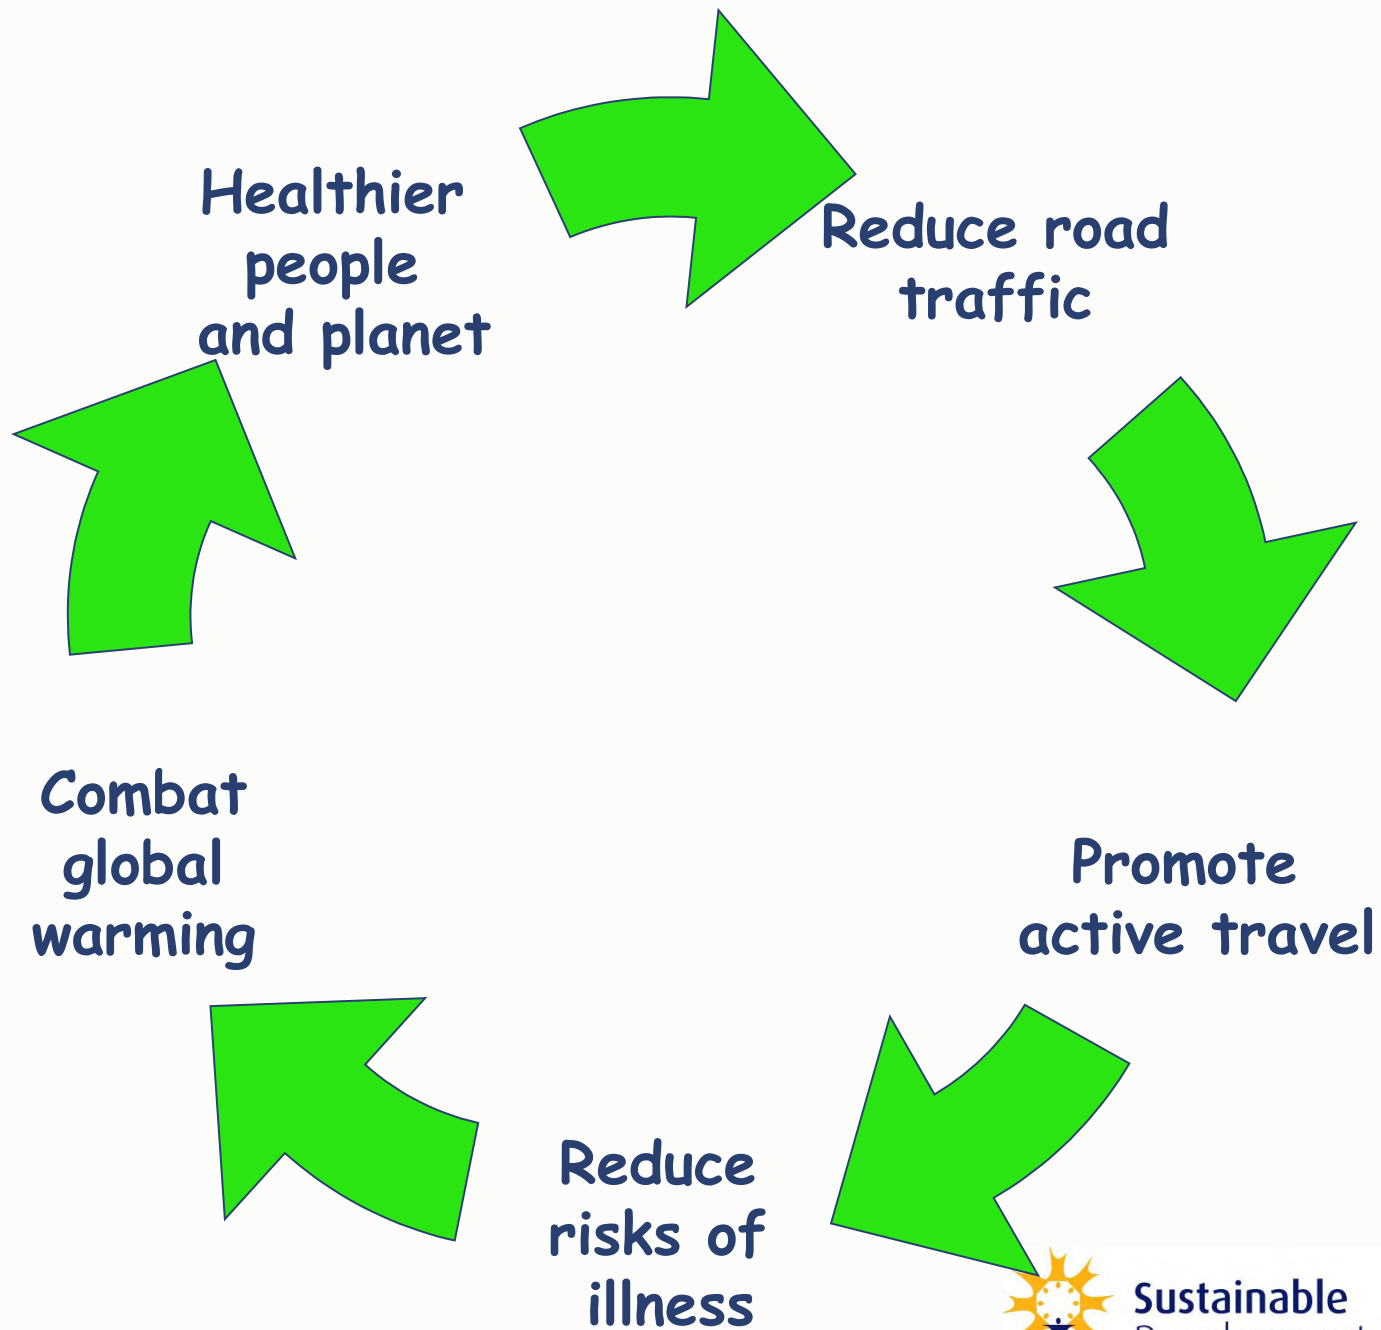 Healthier
people
and planet
Reduce road
traffic
Promote
active travel
Reduce
risks of
illness
Combat
global
warming
Sustainable